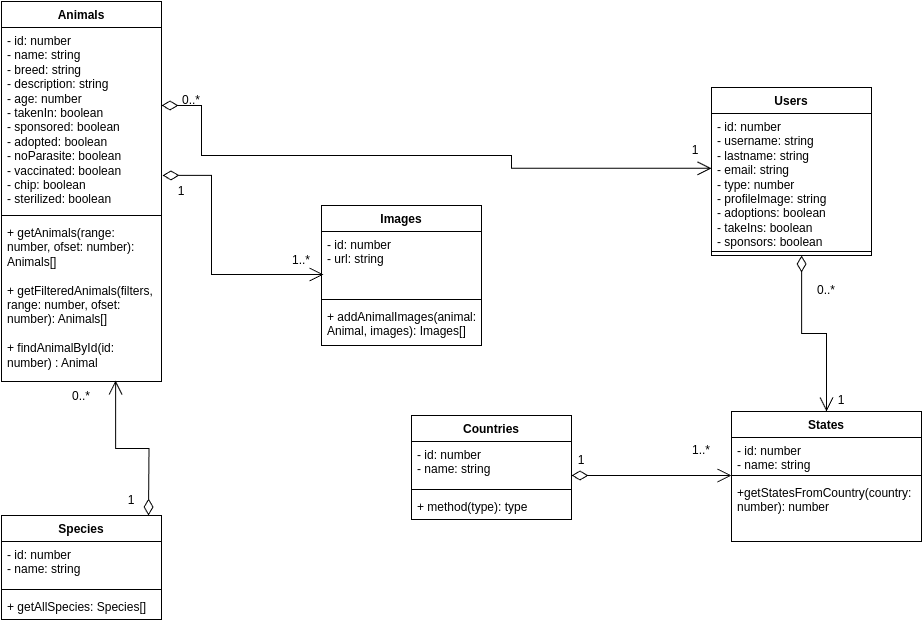 Animals
- id: number
- name: string
- breed: string
- description: string
- age: number
- takenIn: boolean
- sponsored: boolean
- adopted: boolean
- noParasite: boolean
- vaccinated: boolean
- chip: boolean
- sterilized: boolean
+ getAnimals(range:
number, ofset: number):
Animals[]
+ getFilteredAnimals(filters,
range: number, ofset:
number): Animals[]
+ findAnimalById(id:
number) : Animal
0..*
1
Users
- id: number
- username: string
- lastname: string
- email: string
- type: number
- profileImage: string
- adoptions: boolean
- takeIns: boolean
- sponsors: boolean
1
1..*
Images
- id: number
- url: string
+ addAnimalImages(animal:
Animal, images): Images[]
0..*
1
0..*
1
Species
- id: number
- name: string
+ getAllSpecies: Species[]
Countries
- id: number
- name: string
+ method(type): type
1
1..*
States
- id: number
- name: string
+getStatesFromCountry(country:
number): number